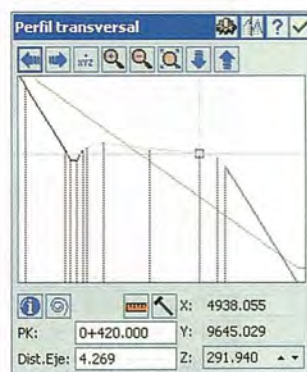 Perfil transversal
?
XYZ
X: 4938.055
PK: 0+420.000 Y: 9645.029
Dist.Eje: 4.269 Z: 291.940